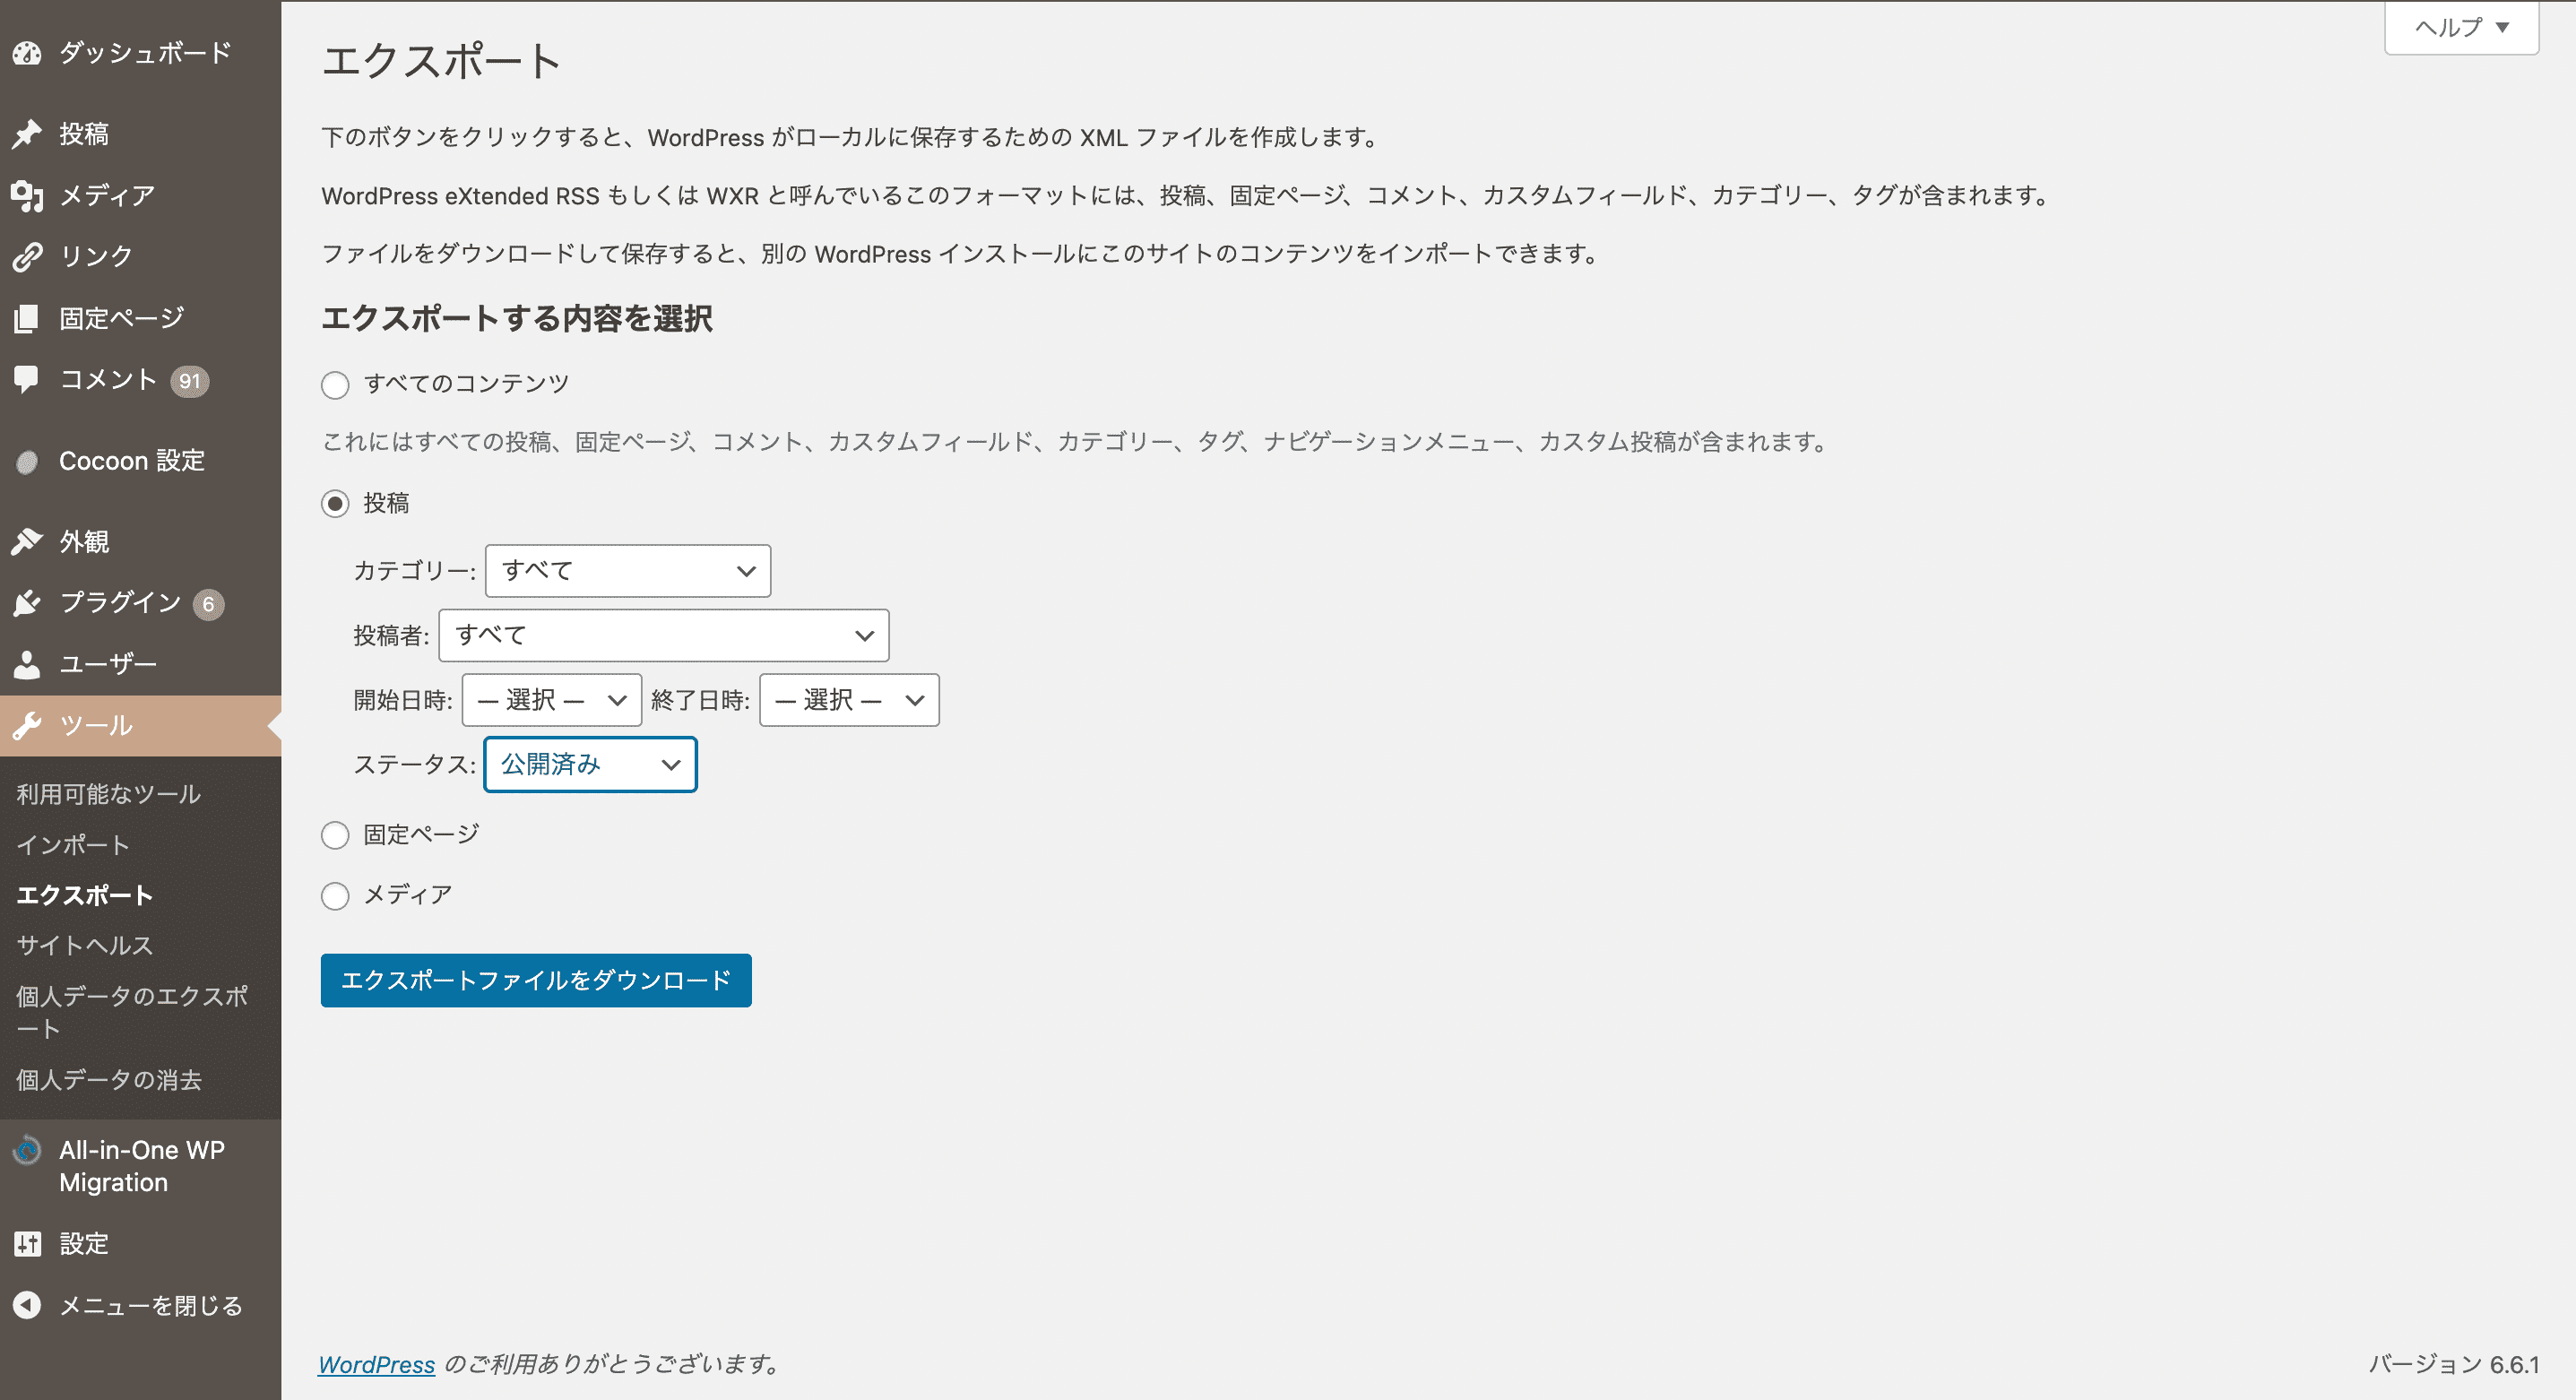 ダッシュボード
投稿
メディア
リンク
固定ページ
コメント 91
Cocoon 設定
外観
プラグイン 6
ユーザー
ツール
利用可能なツール
インポート
エクスポート
サイトヘルス
個人データのエクスポ
ート
個人データの消去
All-in-One WP
Migration
設定
メニューを閉じる
ヘルプ ▼
エクスポート
下のボタンをクリックすると、WordPress がローカルに保存するための XML ファイルを作成します。
WordPress eXtended RSS もしくは WXR と呼んでいるこのフォーマットには、投稿、固定ページ、コメント、カスタムフィールド、カテゴリー、タグが含まれます。
ファイルをダウンロードして保存すると、別の WordPress インストールにこのサイトのコンテンツをインポートできます。
エクスポートする内容を選択
すべてのコンテンツ
これにはすべての投稿、固定ページ、コメント、カスタムフィールド、カテゴリー、タグ、ナビゲーションメニュー、カスタム投稿が含まれます。
投稿
カテゴリー: すべて
投稿者: すべて
開始日時: — 選択 — 終了日時: — 選択 —
ステータス: 公開済み
固定ページ
メディア
エクスポートファイルをダウンロード
WordPress のご利用ありがとうございます。
バージョン 6.6.1